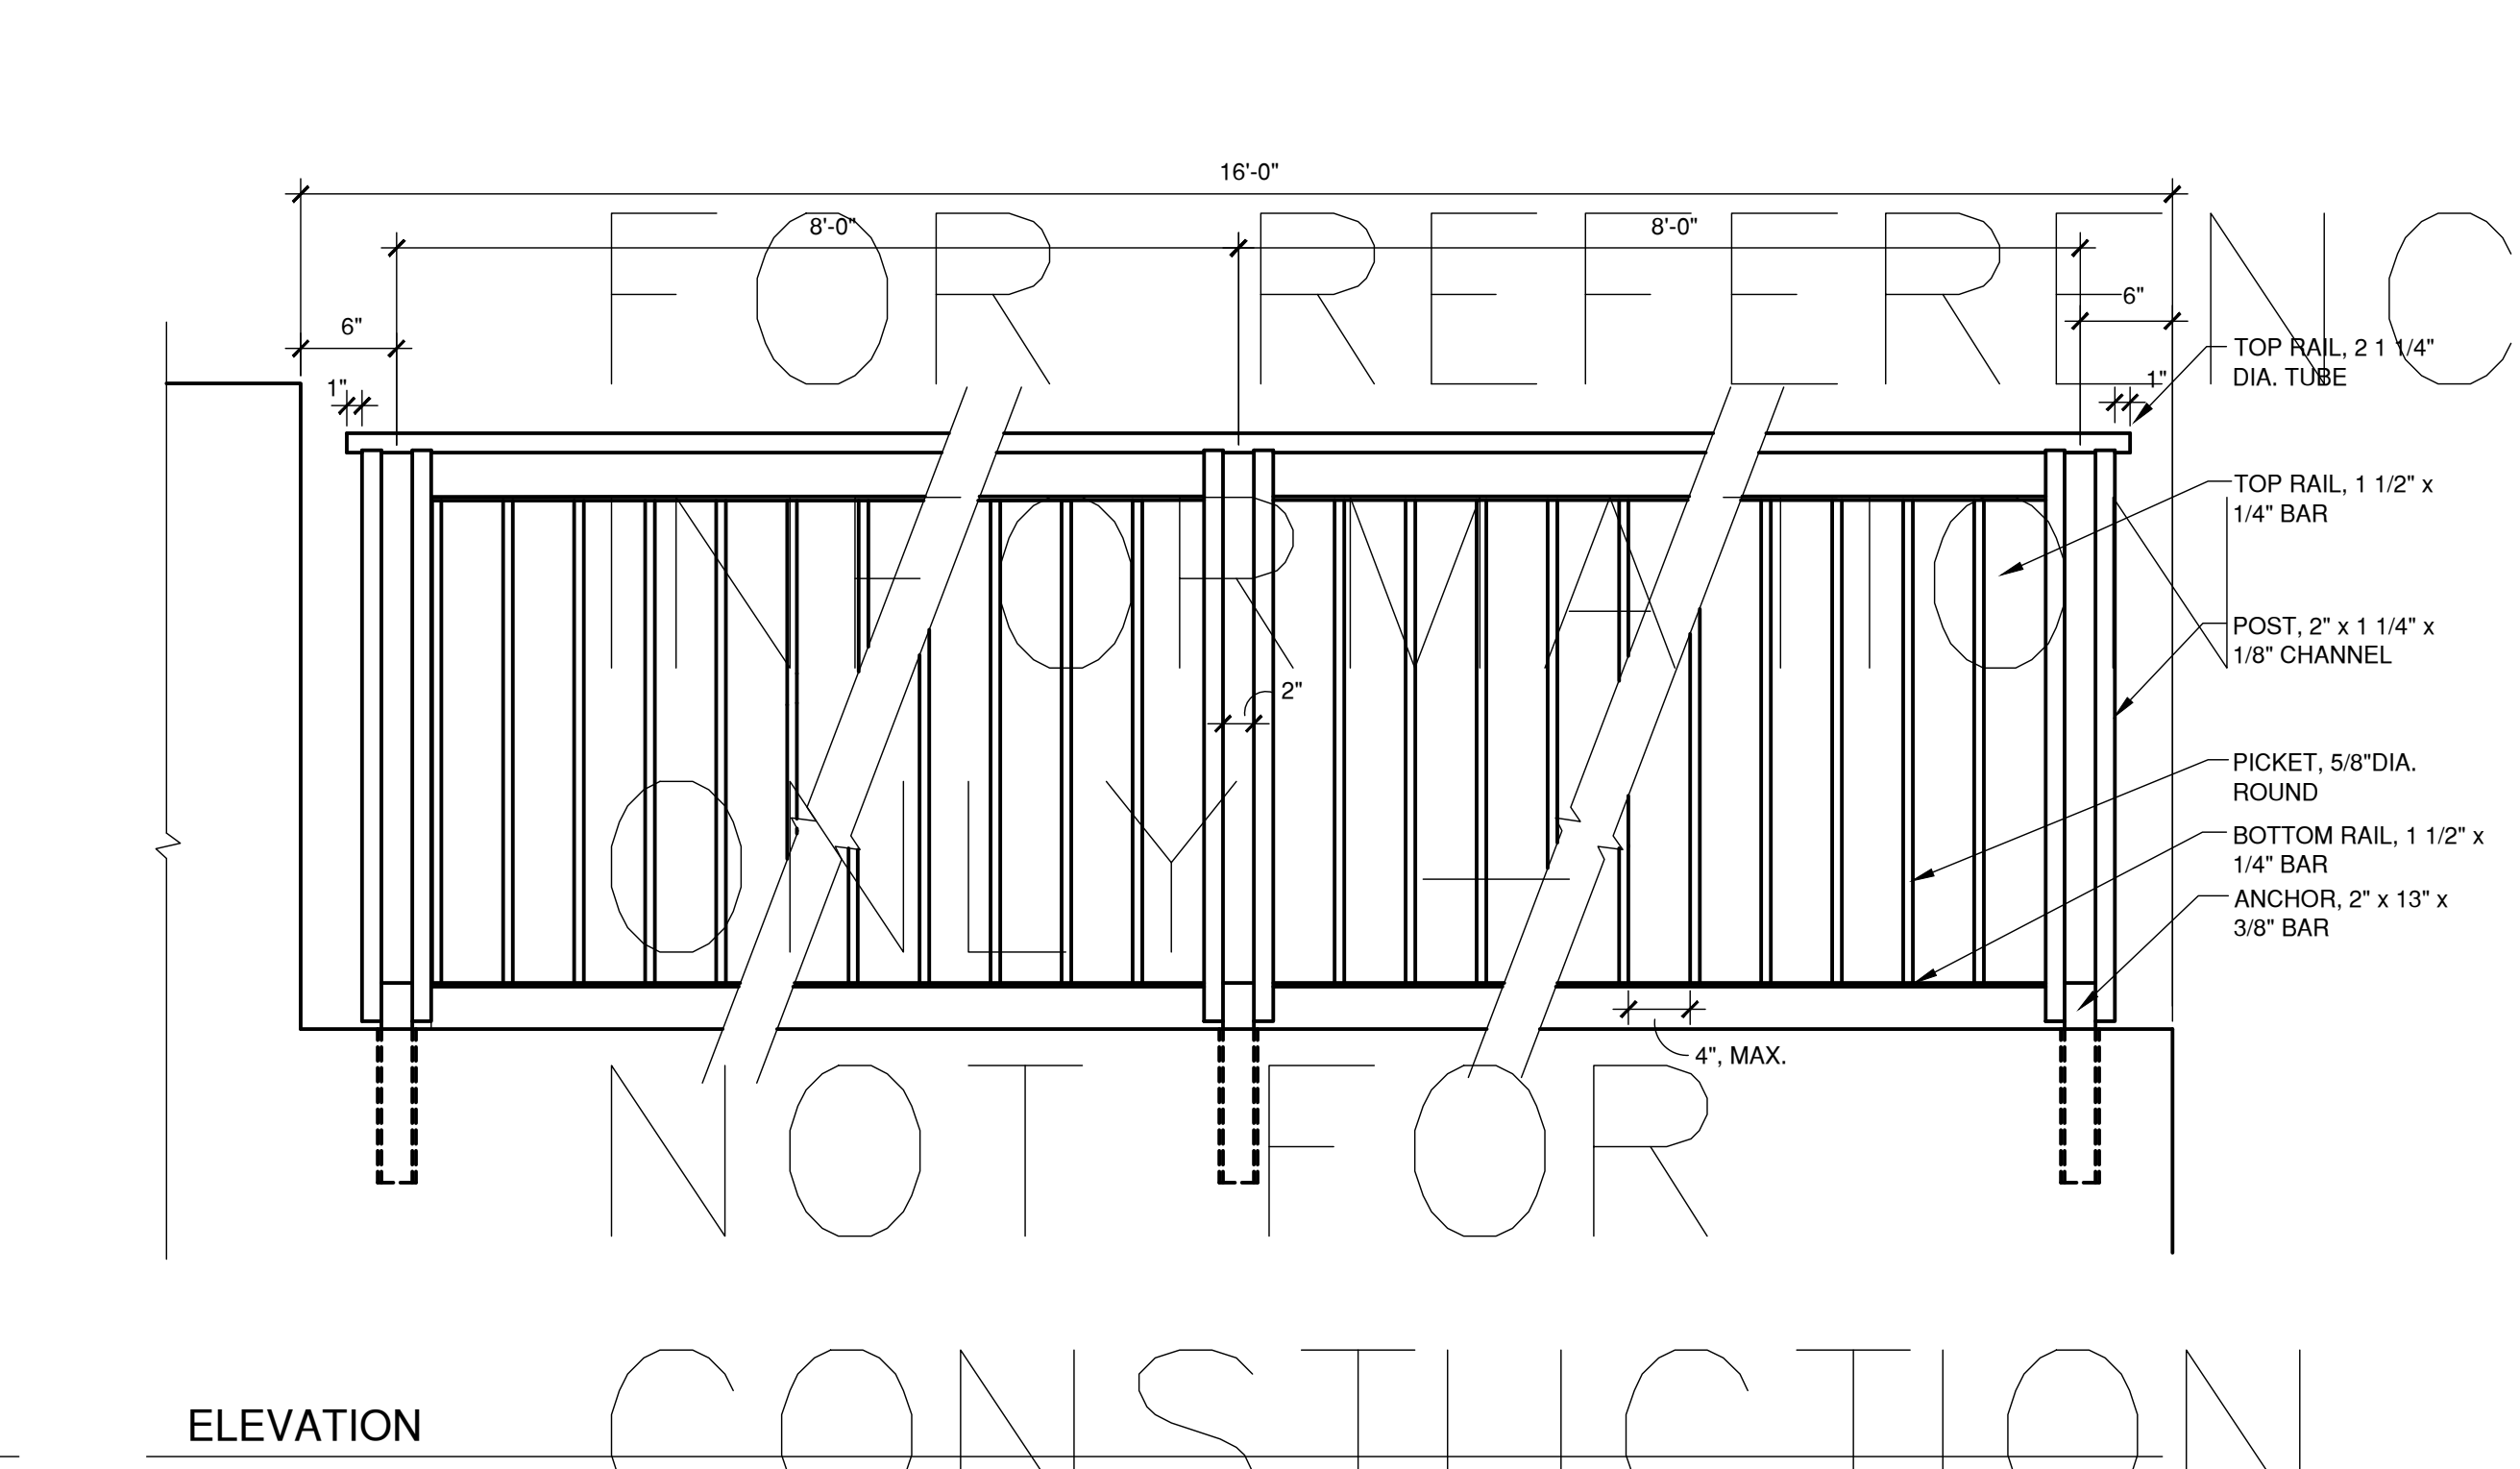 16'-0"
8'-0"
8'-0"
6"
6"
1"
1"
FOR REFERENC
TOP RAIL, 2 1 1/4"
DIA. TUBE
TOP RAIL, 1 1/2" x
1/4" BAR
INFORMATION
POST, 2" x 1 1/4" x
1/8" CHANNEL
2"
PICKET, 5/8"DIA.
ROUND
ONLY -
BOTTOM RAIL, 1 1/2" x
1/4" BAR
ANCHOR, 2" x 13" x
3/8" BAR
4", MAX.
NOT FOR
CONSTUCTION
ELEVATION